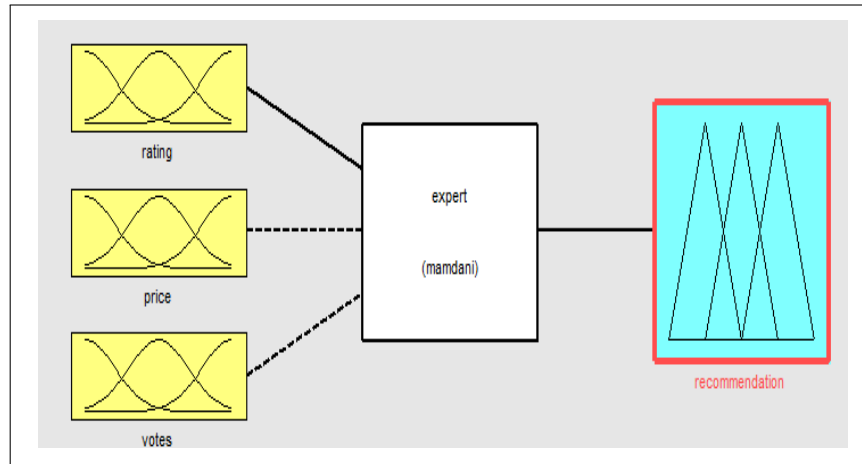 rating
price
votes
expert
(mamdani)
recommendation